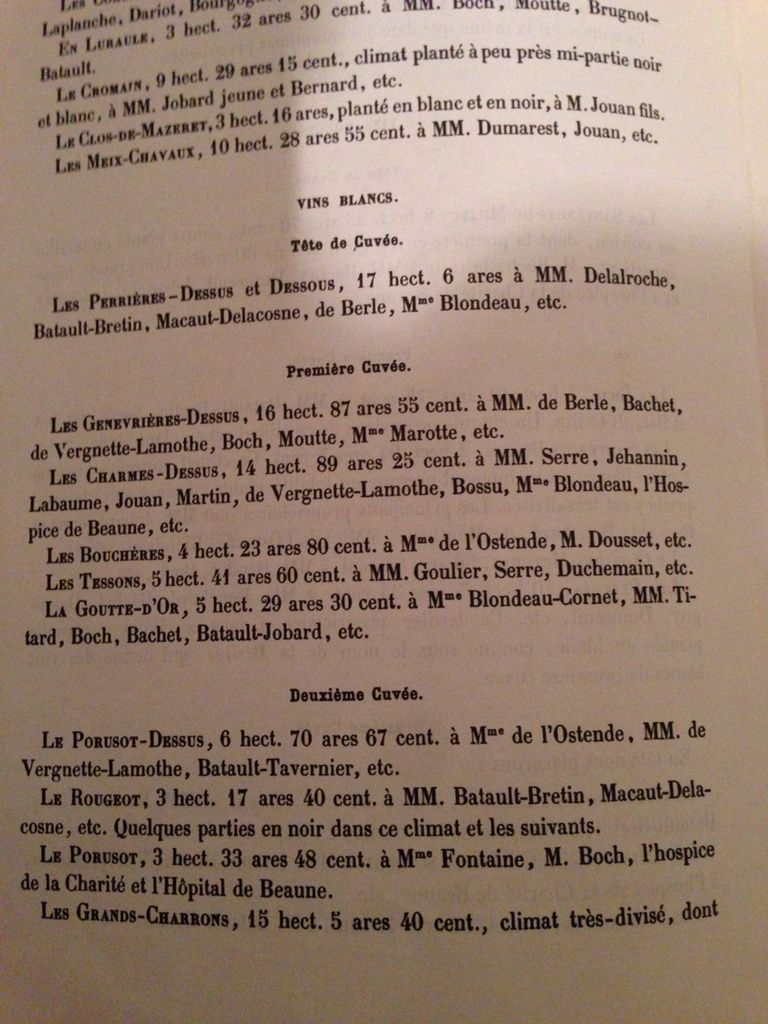 Les
Laplanche, Dariot, Bourgogne
En Luraule, 3 hect. 32 ares 30 cent. à MM. Boch, Moutte, Brugnot-
Batault.
Le Cromain, 9 hect. 29 ares 15 cent., climat planté à peu près mi-partie noir
et blanc, à MM. Jobard jeune et Bernard, etc.
Le Clos-de-Mazeret, 3 hect. 16 ares, planté en blanc et en noir, à M. Jouan fils.
Les Meix-Chavaux, 10 hect. 28 ares 55 cent. à MM. Dumarest, Jouan, etc.
VINS BLANCS.
Tête de Cuvée.
Les Perrières-Dessus et Dessous, 17 hect. 6 ares à MM. Delalroche,
Batault-Bretin, Macaut-Delacosne, de Berle, Mme Blondeau, etc.
Première Cuvée.
Les Genevrières-Dessus, 16 hect. 87 ares 55 cent. à MM. de Berle, Bachet,
de Vergnette-Lamothe, Boch, Moutte, Mme Marotte, etc.
Les Charmes-Dessus, 14 hect. 89 ares 25 cent. à MM. Serre, Jehannin,
Labaume, Jouan, Martin, de Vergnette-Lamothe, Bossu, Mme Blondeau, l'Hos-
pice de Beaune, etc.
Les Bouchères, 4 hect. 23 ares 80 cent. à Mme de l'Ostende, M. Dousset, etc.
Les Tessons, 5 hect. 41 ares 60 cent. à MM. Goulier, Serre, Duchemain, etc.
La Goutte-d'Or, 5 hect. 29 ares 30 cent. à Mme Blondeau-Cornet, MM. Ti-
tard, Boch, Bachet, Batault-Jobard, etc.
Deuxième Cuvée.
Le Porusot-Dessus, 6 hect. 70 ares 67 cent. à Mme de l'Ostende, MM. de
Vergnette-Lamothe, Batault-Tavernier, etc.
Le Rougeot, 3 hect. 17 ares 40 cent. à MM. Batault-Bretin, Macaut-Dela-
cosne, etc. Quelques parties en noir dans ce climat et les suivants.
Le Porusot, 3 hect. 33 ares 48 cent. à Mme Fontaine, M. Boch, l'hospice
de la Charité et l'Hôpital de Beaune.
Les Grands-Charrons, 15 hect. 5 ares 40 cent., climat très-divisé, dont